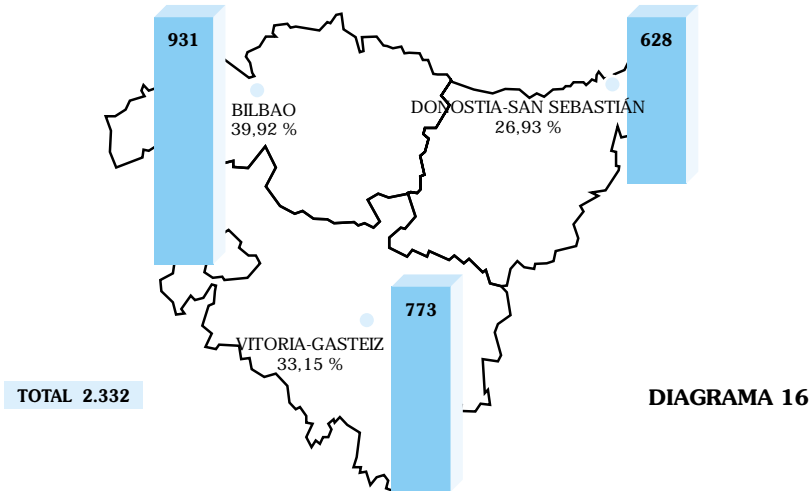 931
628
BILBAO
39,92 %
DONOSTIA-SAN SEBASTIÁN
26,93 %
773
VITORIA-GASTEIZ
33,15 %
TOTAL 2.332
DIAGRAMA 16